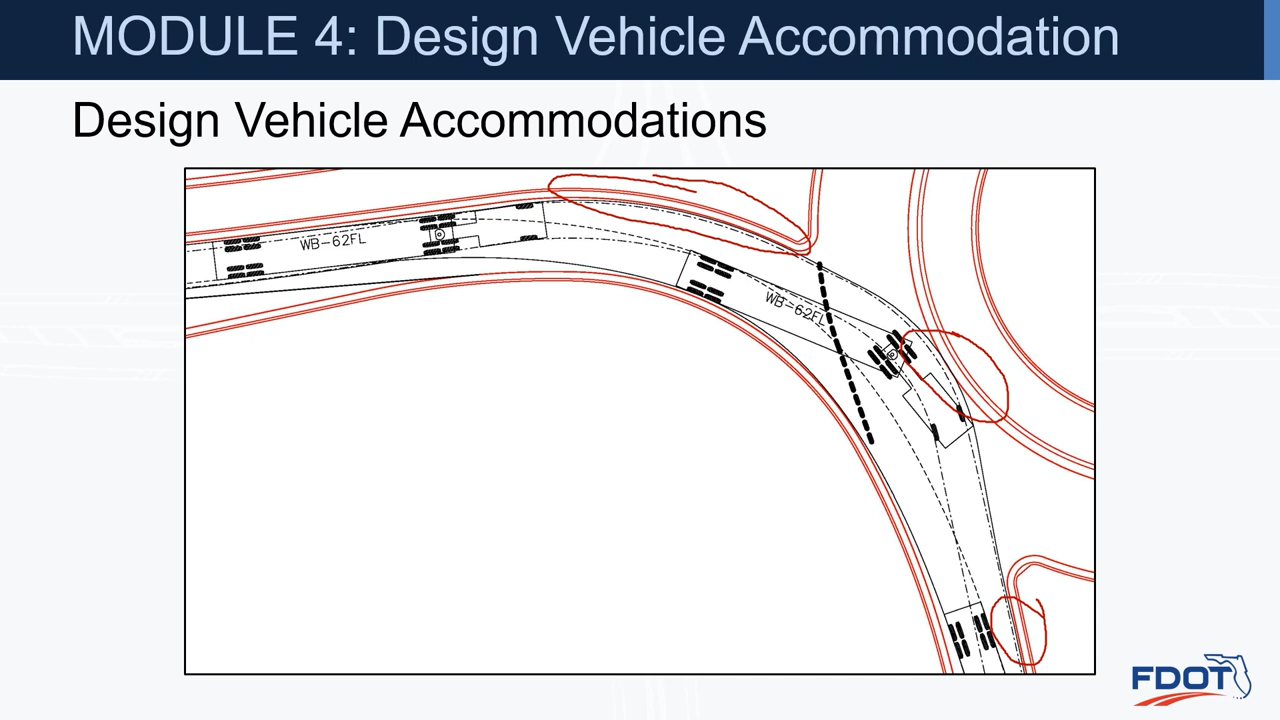 MODULE 4: Design Vehicle Accommodation
Design Vehicle Accommodations
WB-62FL
WB-62FL
FDOT